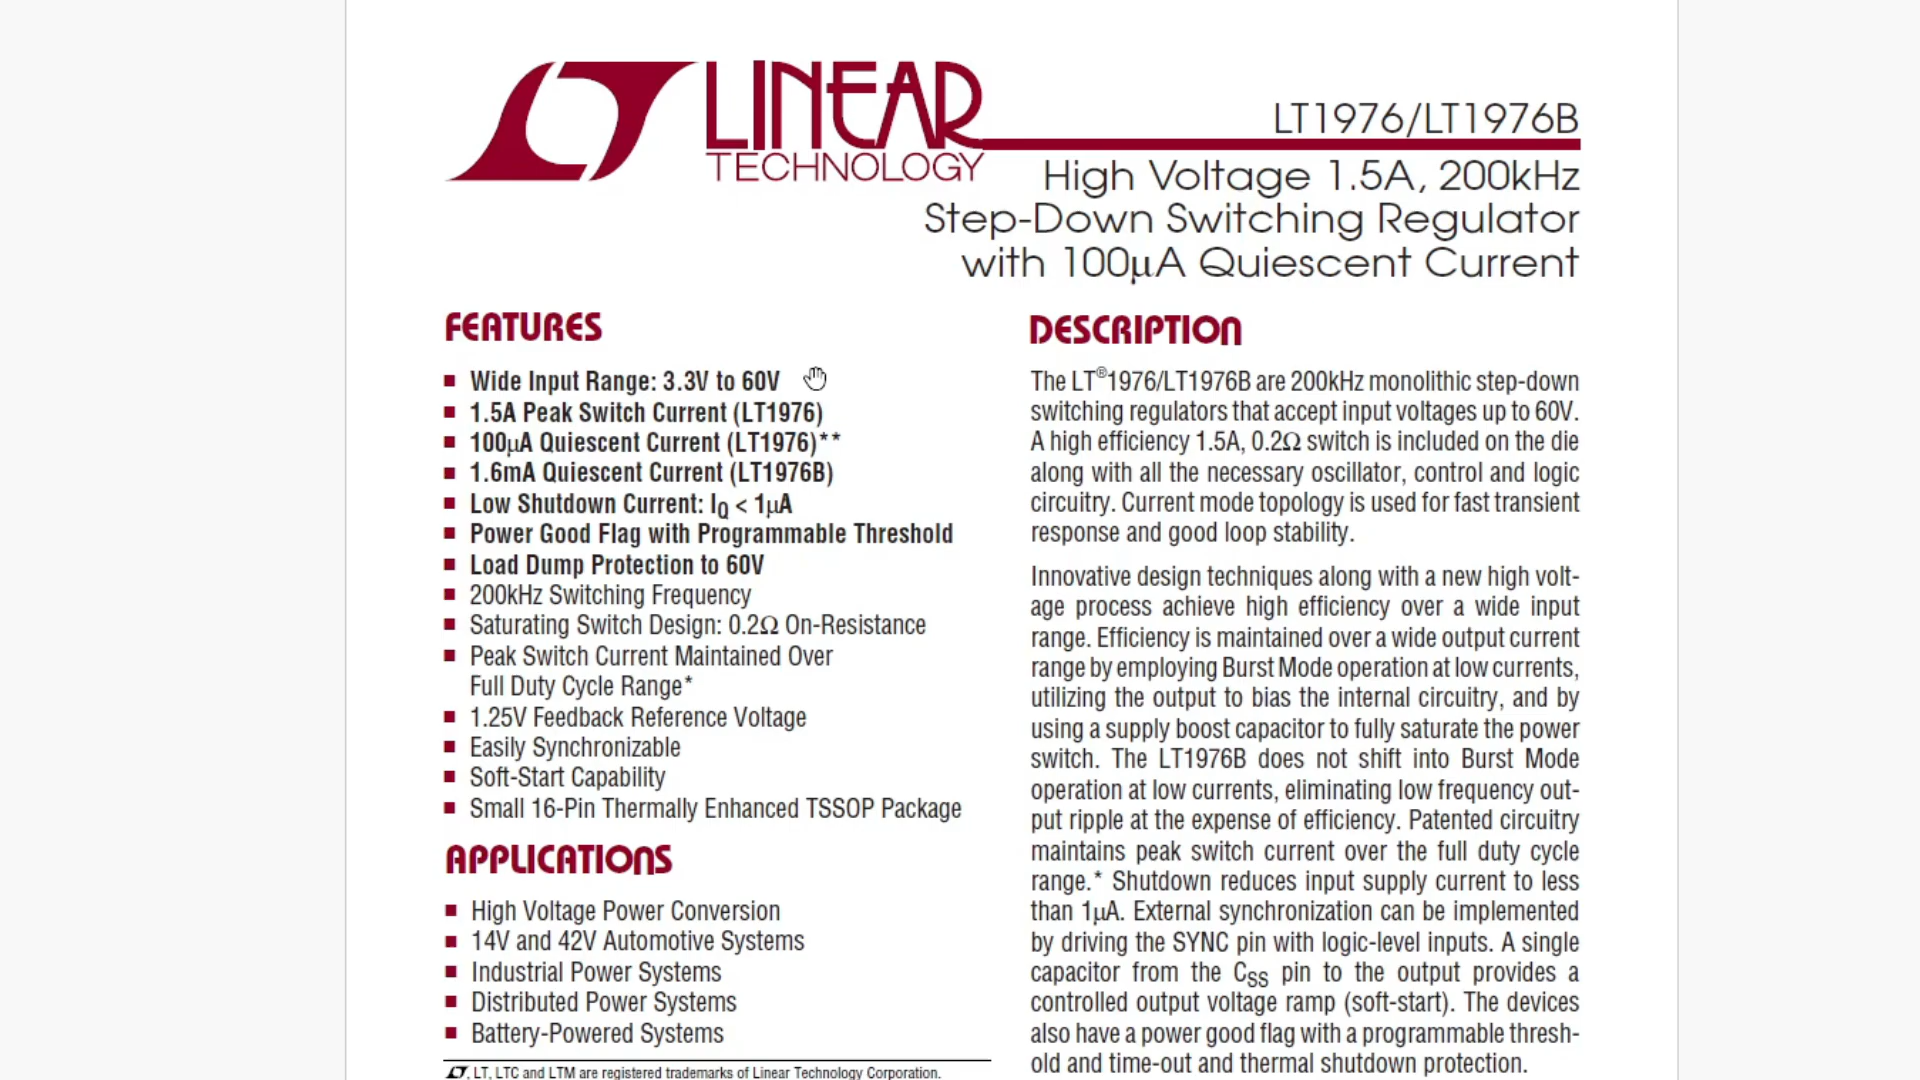 LINEAR
TECHNOLOGY
LT1976/LT1976B
High Voltage 1.5A, 200kHz
Step-Down Switching Regulator
with 100µA Quiescent Current
FEATURES
■ Wide Input Range: 3.3V to 60V
■ 1.5A Peak Switch Current (LT1976)
■ 100µA Quiescent Current (LT1976)**
■ 1.6mA Quiescent Current (LT1976B)
■ Low Shutdown Current: IQ < 1µA
■ Power Good Flag with Programmable Threshold
■ Load Dump Protection to 60V
■ 200kHz Switching Frequency
■ Saturating Switch Design: 0.2Ω On-Resistance
■ Peak Switch Current Maintained Over
Full Duty Cycle Range*
■ 1.25V Feedback Reference Voltage
■ Easily Synchronizable
■ Soft-Start Capability
■ Small 16-Pin Thermally Enhanced TSSOP Package
APPLICATIONS
■ High Voltage Power Conversion
■ 14V and 42V Automotive Systems
■ Industrial Power Systems
■ Distributed Power Systems
■ Battery-Powered Systems
LT, LT, LTC and LTM are registered trademarks of Linear Technology Corporation.
DESCRIPTION
The LT®1976/LT1976B are 200kHz monolithic step-down
switching regulators that accept input voltages up to 60V.
A high efficiency 1.5A, 0.2Ω switch is included on the die
along with all the necessary oscillator, control and logic
circuitry. Current mode topology is used for fast transient
response and good loop stability.
Innovative design techniques along with a new high volt-
age process achieve high efficiency over a wide input
range. Efficiency is maintained over a wide output current
range by employing Burst Mode operation at low currents,
utilizing the output to bias the internal circuitry, and by
using a supply boost capacitor to fully saturate the power
switch. The LT1976B does not shift into Burst Mode
operation at low currents, eliminating low frequency out-
put ripple at the expense of efficiency. Patented circuitry
maintains peak switch current over the full duty cycle
range.* Shutdown reduces input supply current to less
than 1µA. External synchronization can be implemented
by driving the SYNC pin with logic-level inputs. A single
capacitor from the CSS pin to the output provides a
controlled output voltage ramp (soft-start). The devices
also have a power good flag with a programmable thresh-
old and time-out and thermal shutdown protection.